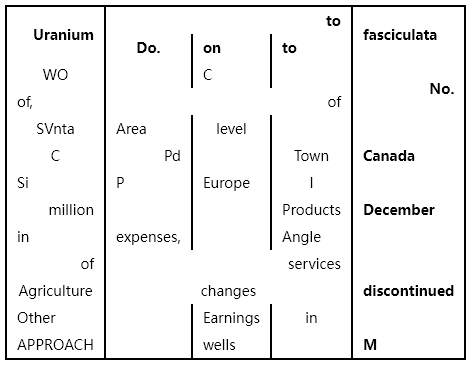 to
Uranium fasciculata
Do. on to
WO C
No.
of, of
SVnta Area level
C Pd Town Canada
Si P Europe I
million Products December
in expenses, Angle
of services
Agriculture changes discontinued
Other Earnings in
APPROACH wells M